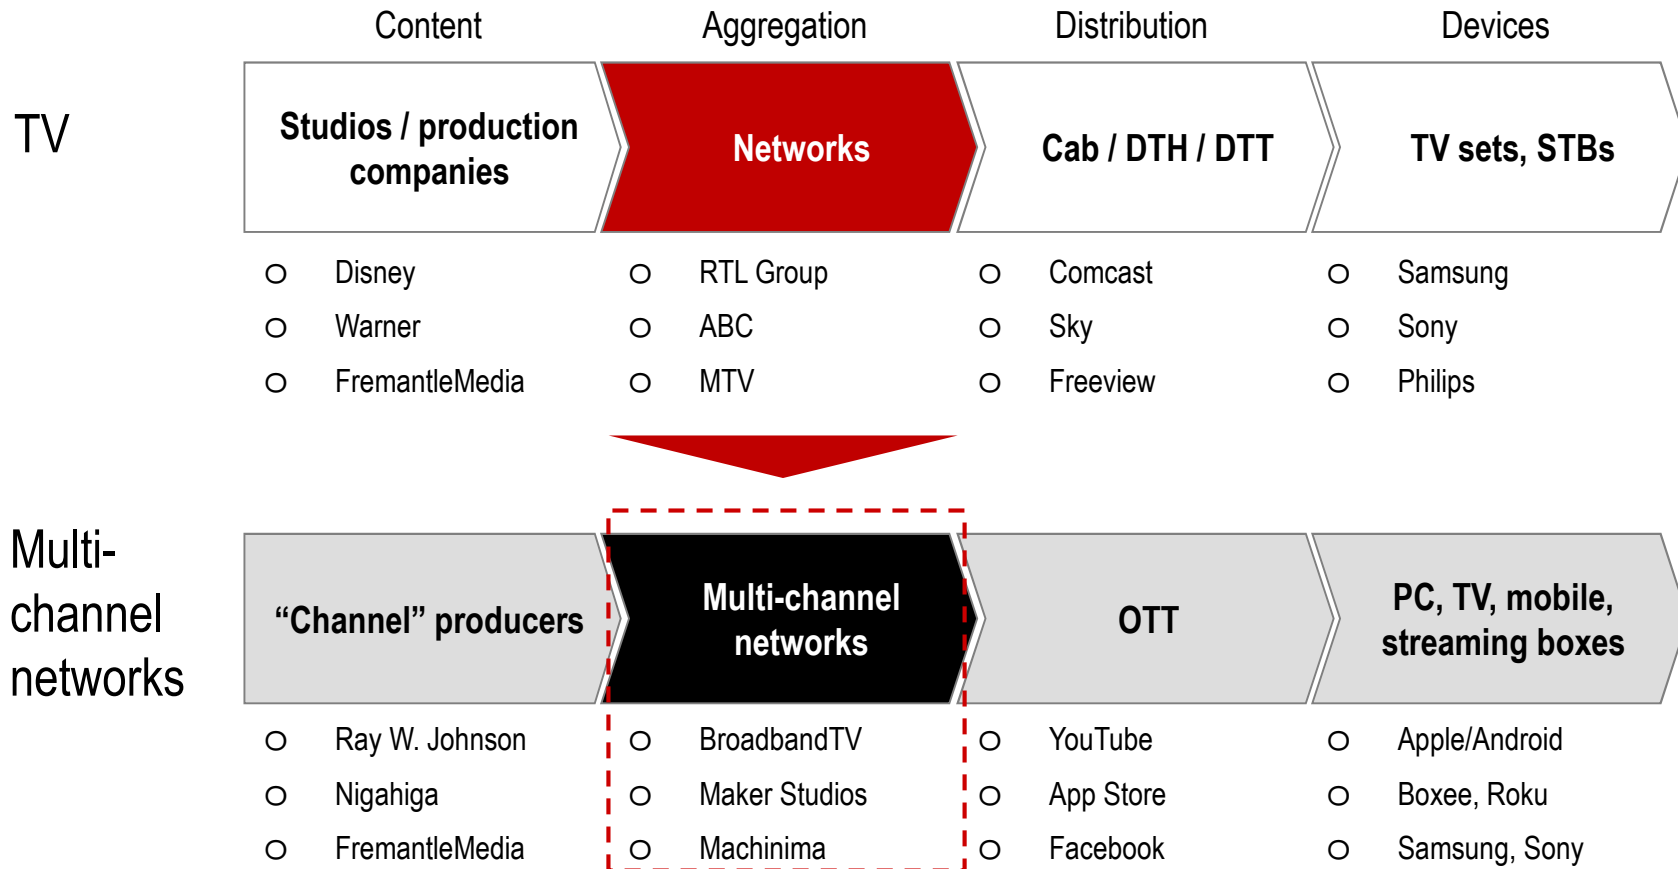 Content Aggregation Distribution Devices
TV
Studios / production
companies
Networks
Cab / DTH / DTT
TV sets, STBs
o Disney
o Warner
o FremantleMedia
o RTL Group
o ABC
o MTV
o Comcast
o Sky
o Freeview
o Samsung
o Sony
o Philips
Multi-
channel
networks
“Channel” producers
Multi-channel
networks
OTT
PC, TV, mobile,
streaming boxes
o Ray W. Johnson
o Nigahiga
o FremantleMedia
o BroadbandTV
o Maker Studios
o Machinima
o YouTube
o App Store
o Facebook
o Apple/Android
o Boxee, Roku
o Samsung, Sony